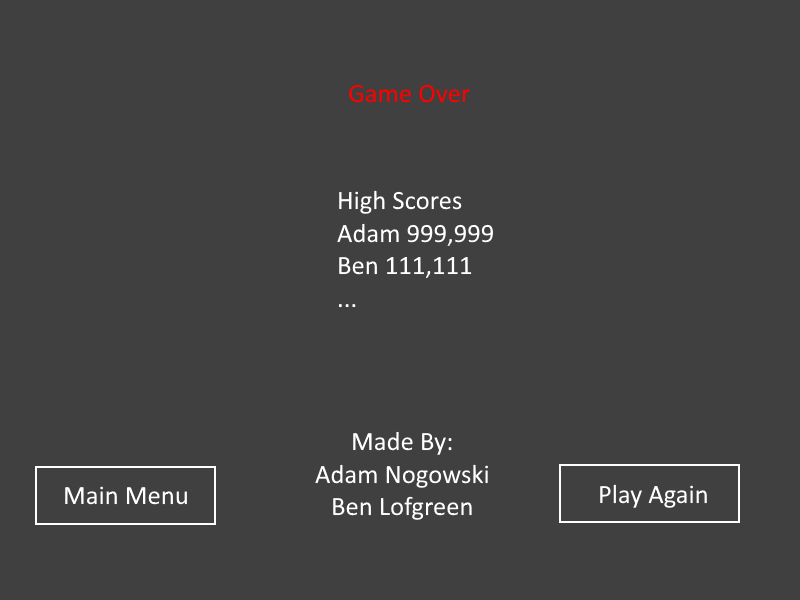 Game Over
High Scores
Adam 999,999
Ben 111,111
...
Made By:
Adam Nogowski
Ben Lofgreen
Main Menu
Play Again